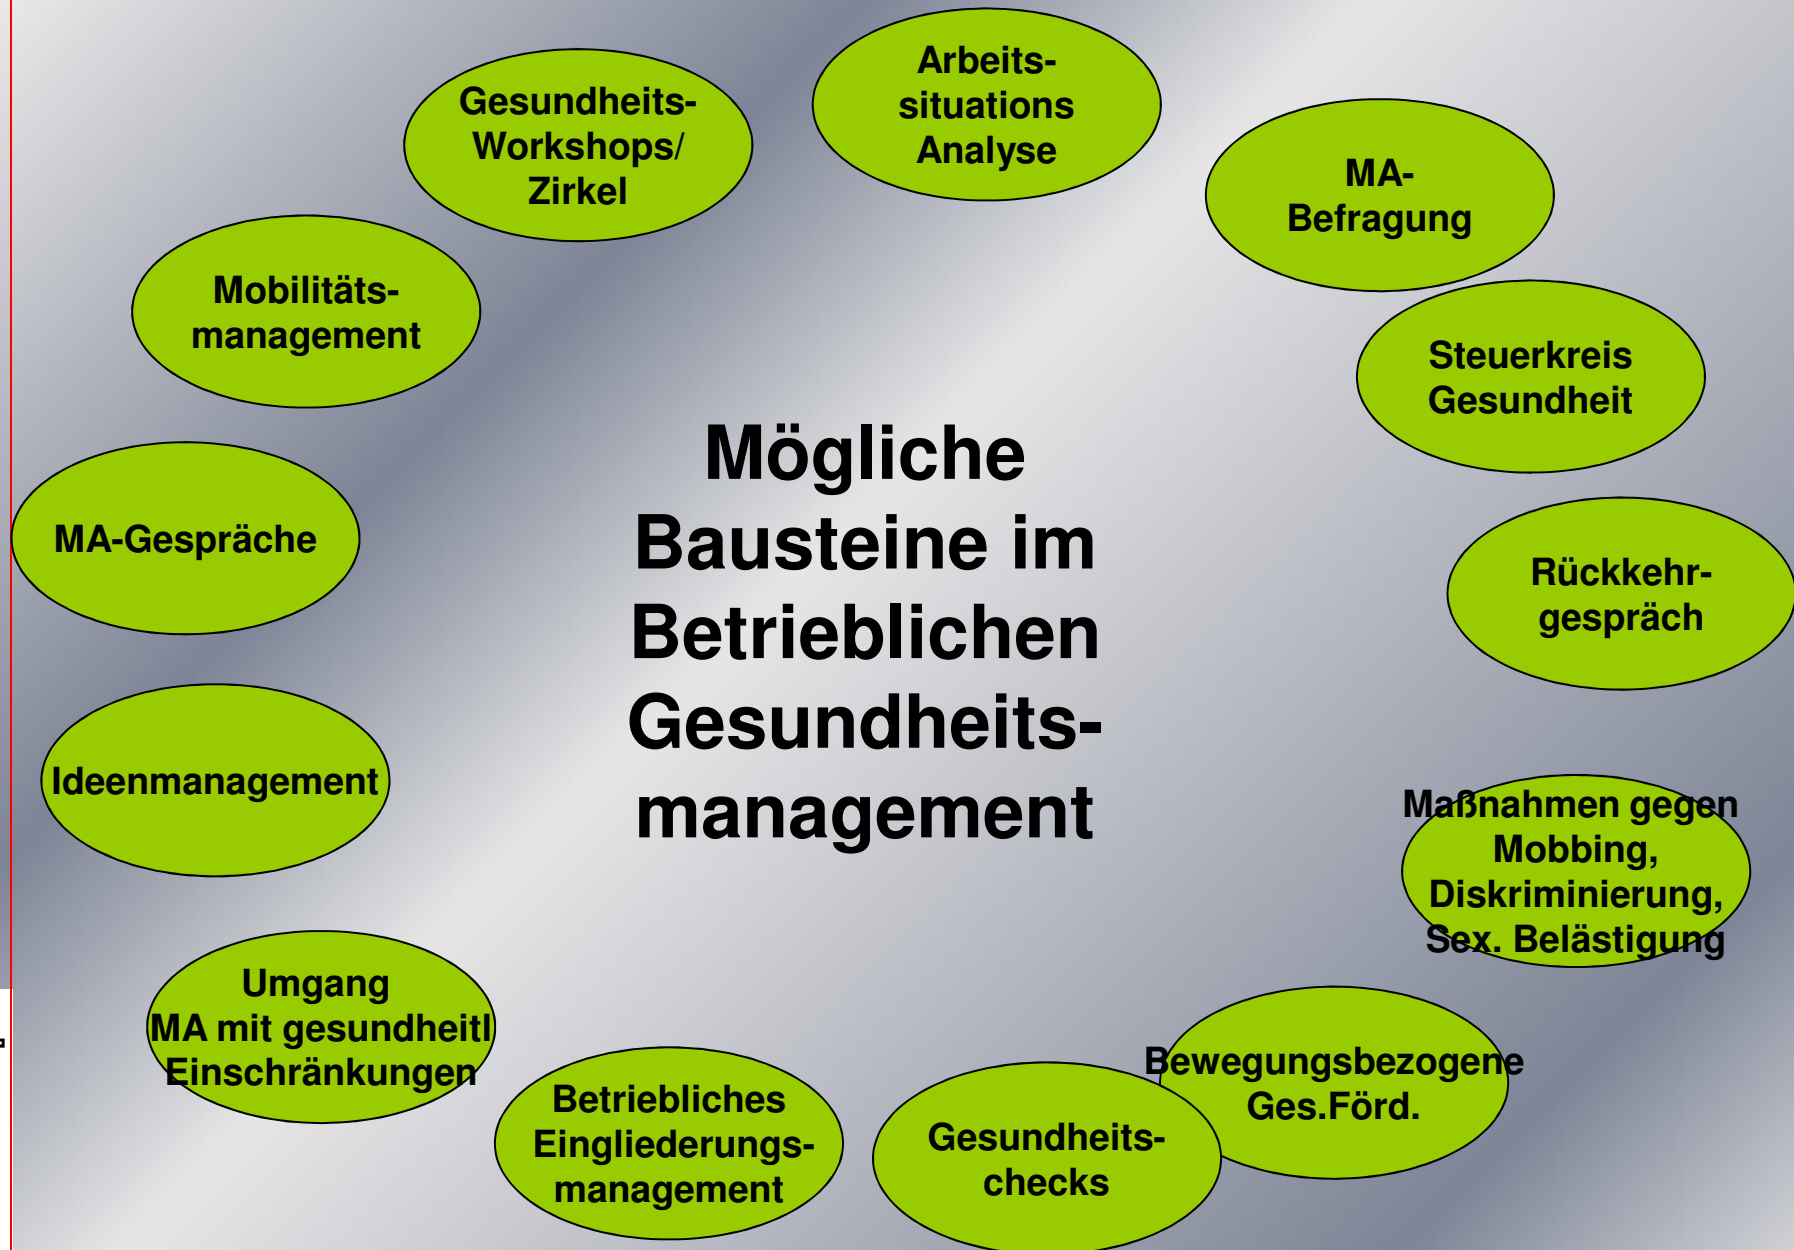 Arbeits-
situations
Analyse
Gesundheits-
Workshops/
Zirkel
MA-
Befragung
Mobilitäts-
management
Steuerkreis
Gesundheit
Mögliche
Bausteine im
Betrieblichen
Gesundheits-
management
MA-Gespräche
Rückkehr-
gespräch
Ideenmanagement
Maßnahmen gegen
Mobbing,
Diskriminierung,
Sex. Belästigung
Umgang
MA mit gesundheitl
Einschränkungen
Bewegungsbezogene
Ges.Förd.
Betriebliches
Eingliederungs-
management
Gesundheits-
checks